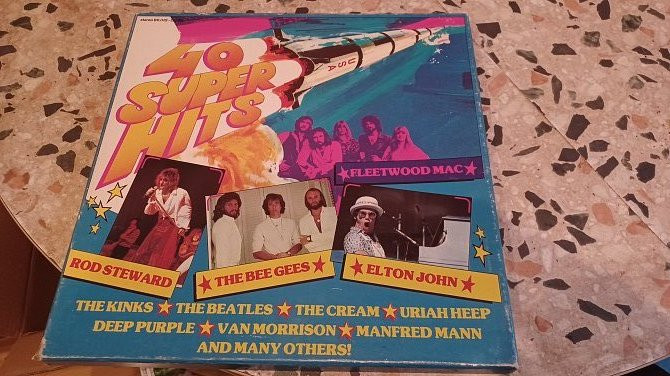 40
SUPER
HITS
USA
★FLEETWOOD MAC★
ROD STEWARD
★THE BEE GEES★
★ELTON JOHN★
THE KINKS ★ THE BEATLES ★ THE CREAM ★ URIAH HEEP
DEEP PURPLE ★ VAN MORRISON ★ MANFRED MANN
AND MANY OTHERS!